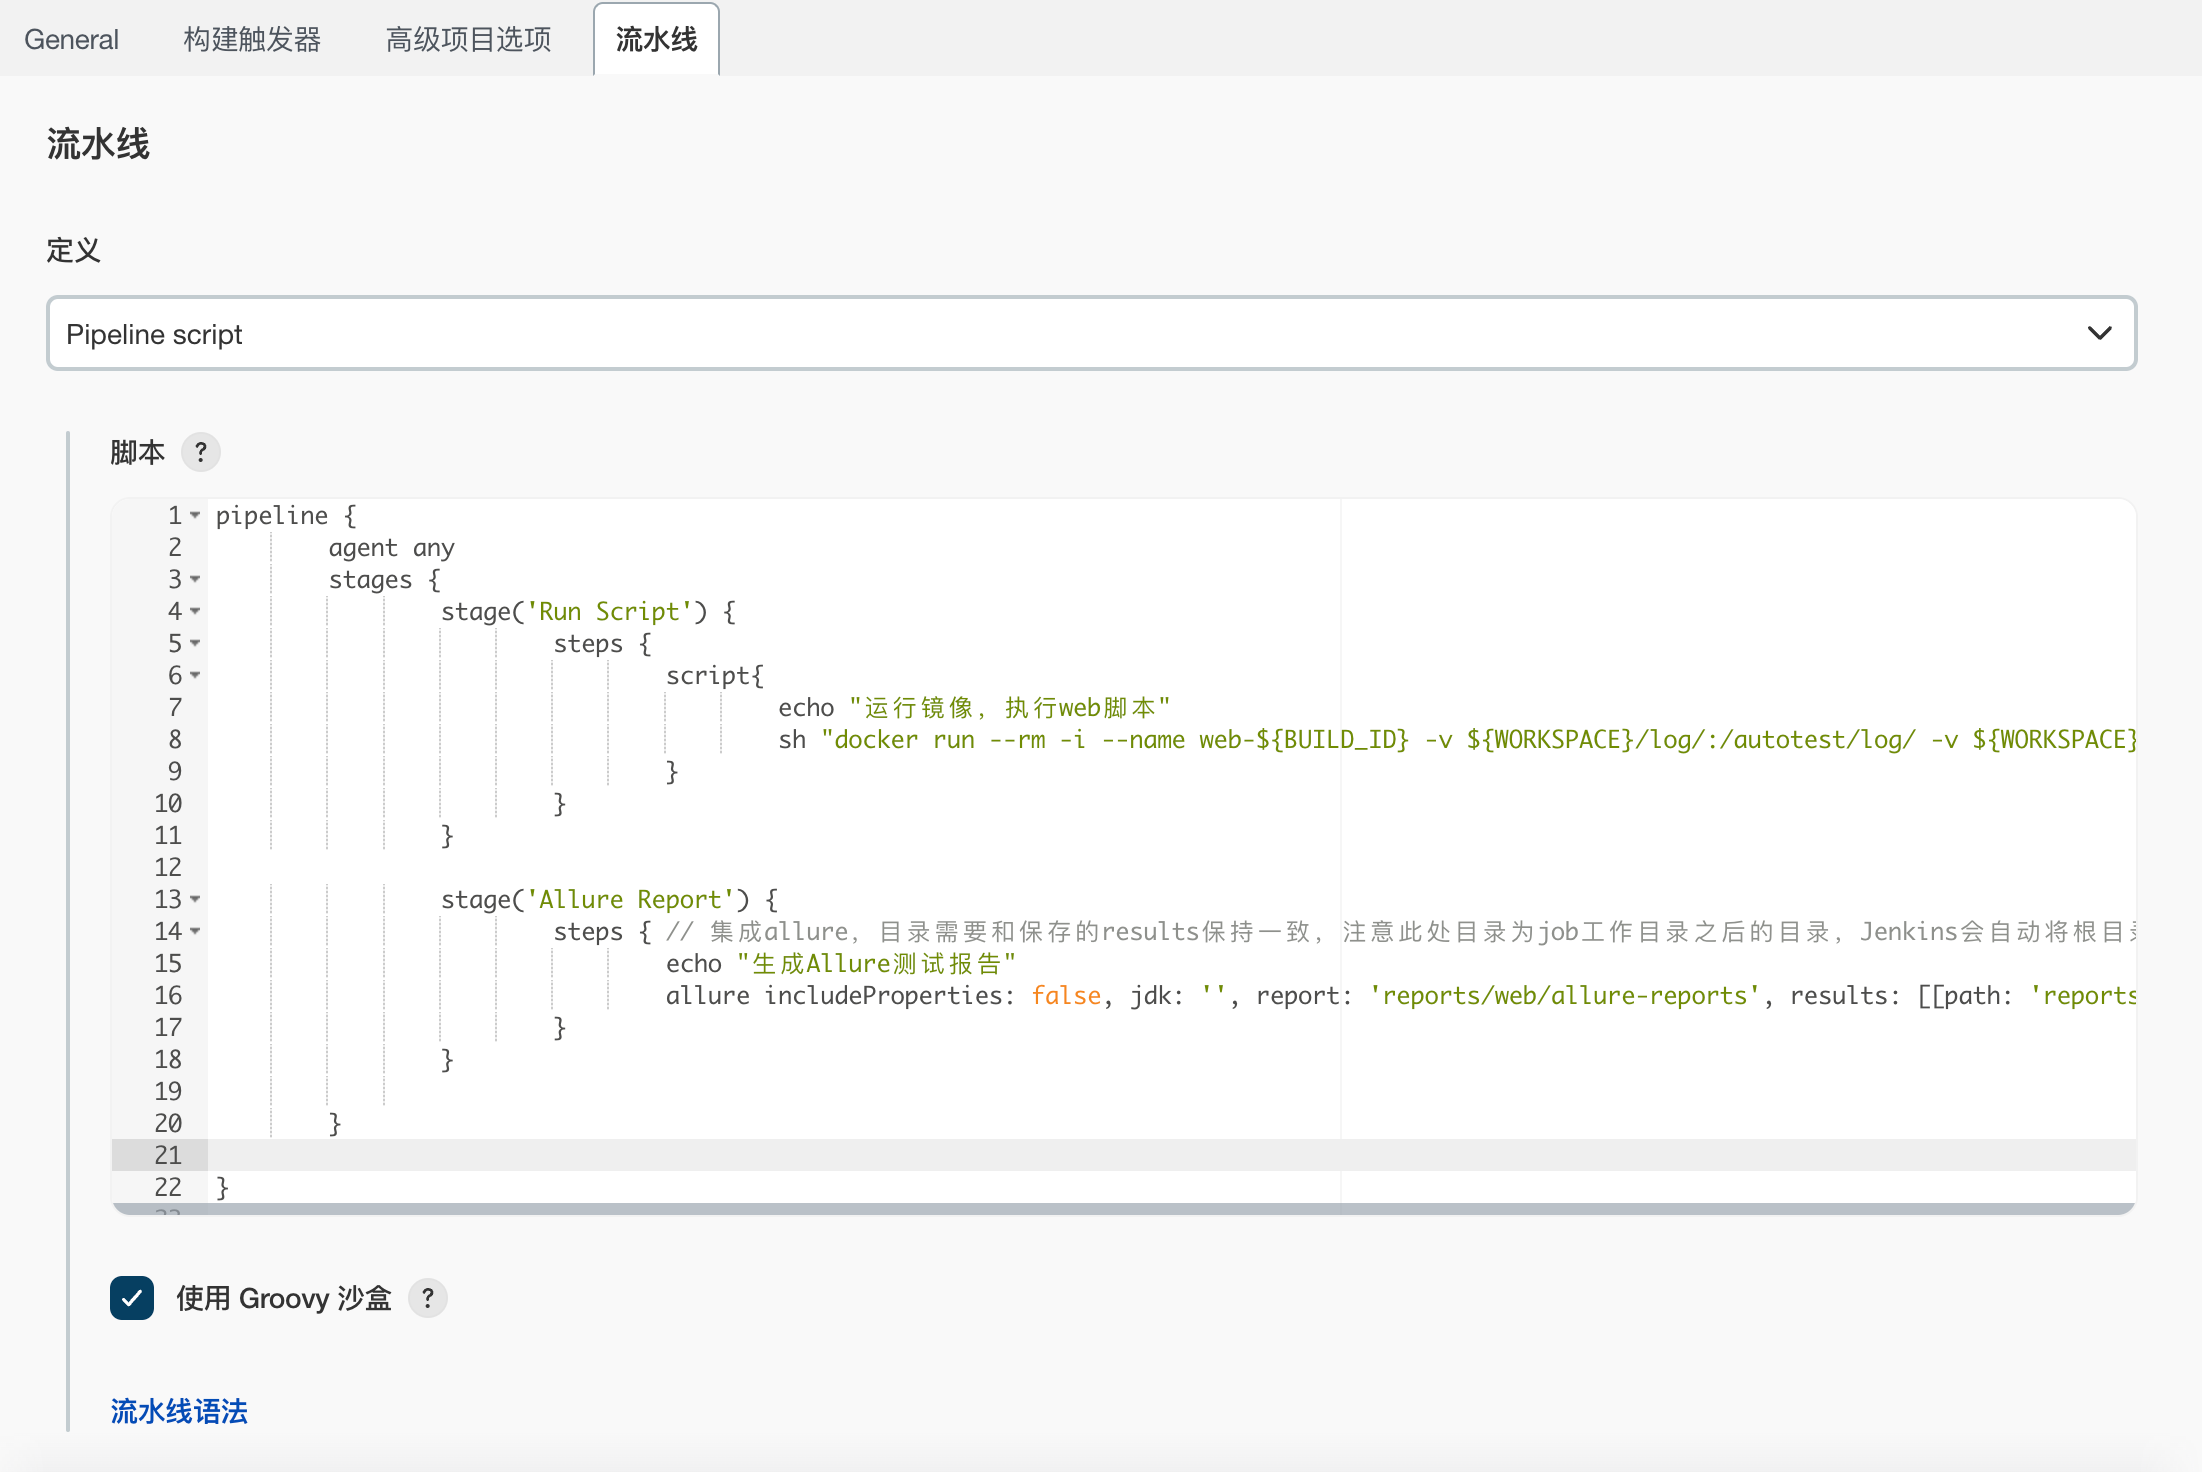 General 构建触发器 高级项目选项 流水线
流水线
定义
Pipeline script
脚本 ?
1 pipeline {
2 agent any
3 stages {
4 stage('Run Script') {
5 steps {
6 script{
7 echo "运行镜像，执行web脚本"
8 sh "docker run --rm -i --name web-${BUILD_ID} -v ${WORKSPACE}/log/:/autotest/log/ -v ${WORKSPACE}
9 }
10 }
11 }
12
13 stage('Allure Report') {
14 steps { // 集成allure，目录需要和保存的results保持一致，注意此处目录为job工作目录之后的目录，Jenkins会自动将根目录
15 echo "生成Allure测试报告"
16 allure includeProperties: false, jdk: '', report: 'reports/web/allure-reports', results: [[path: 'reports
17 }
18 }
19
20 }
21
22 }
使用 Groovy 沙盒 ?
流水线语法